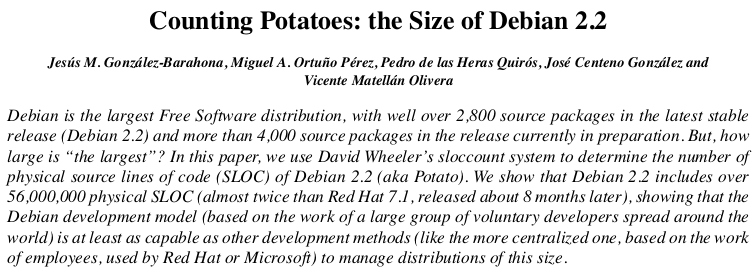 Counting Potatoes: the Size of Debian 2.2
Jesús M. González-Barahona, Miguel A. Ortuño Pérez, Pedro de las Heras Quirós, José Centeno González and
Vicente Matellán Olivera
Debian is the largest Free Software distribution, with well over 2,800 source packages in the latest stable
release (Debian 2.2) and more than 4,000 source packages in the release currently in preparation. But, how
large is “the largest”? In this paper, we use David Wheeler’s sloccount system to determine the number of
physical source lines of code (SLOC) of Debian 2.2 (aka Potato). We show that Debian 2.2 includes over
56,000,000 physical SLOC (almost twice than Red Hat 7.1, released about 8 months later), showing that the
Debian development model (based on the work of a large group of voluntary developers spread around the
world) is at least as capable as other development methods (like the more centralized one, based on the work
of employees, used by Red Hat or Microsoft) to manage distributions of this size.